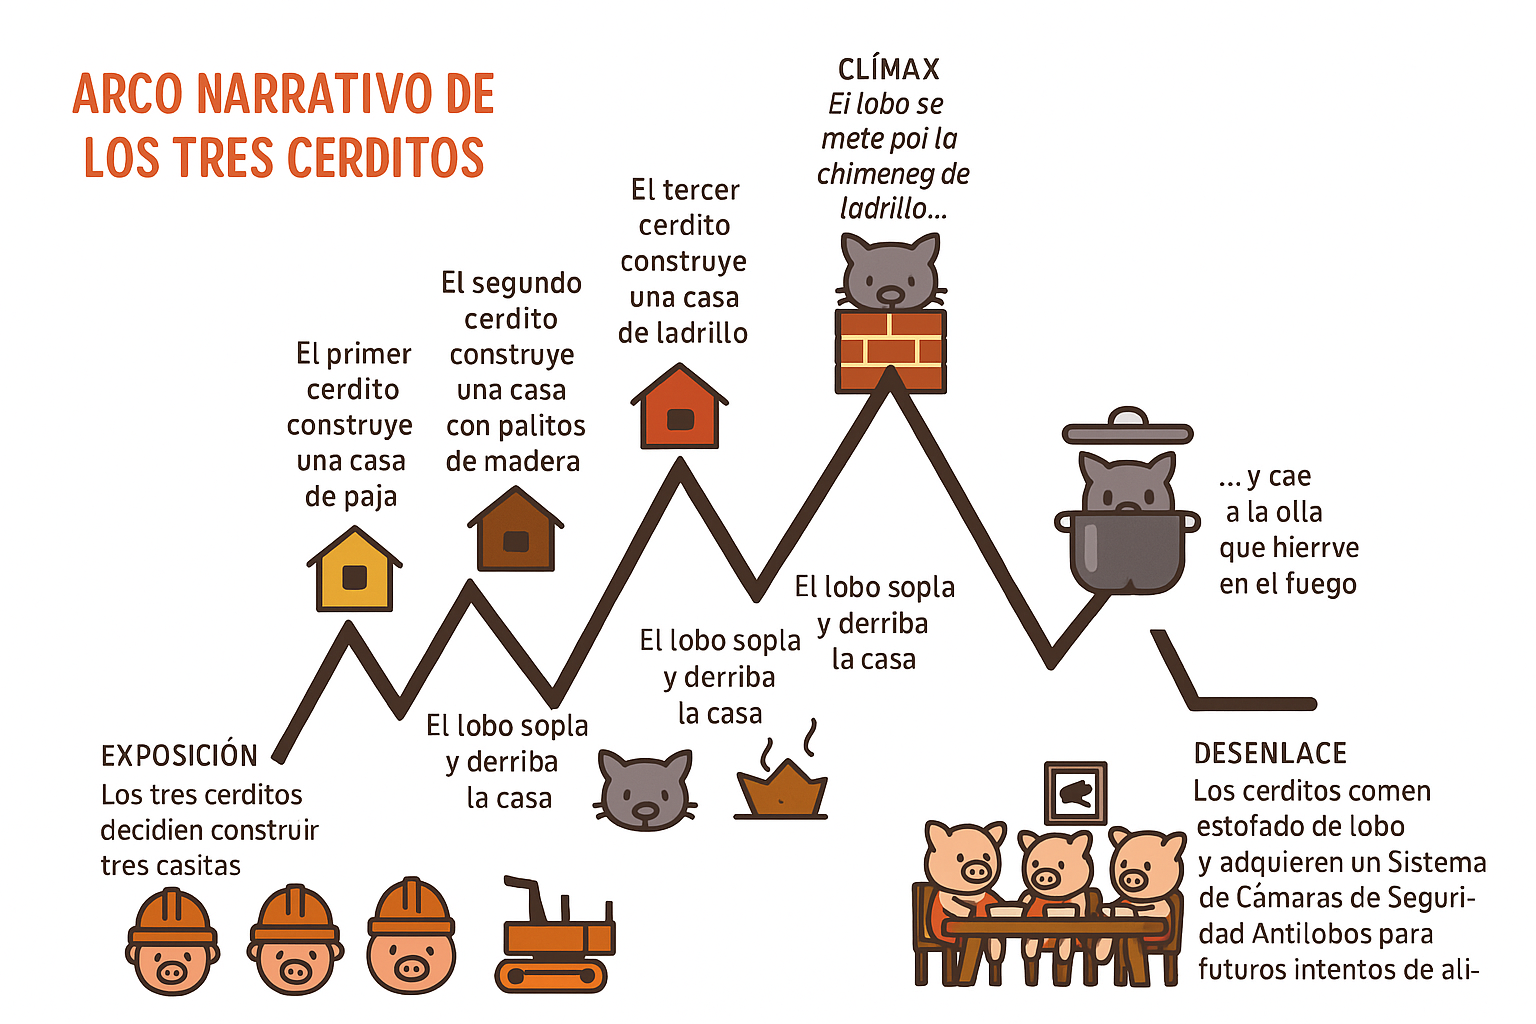 ARCO NARRATIVO DE
LOS TRES CERDITOS
EXPOSICIÓN
Los tres cerditos
decidien construir
tres casitas
El primer
cerdito
construye
una casa
de paja
El segundo
cerdito
construye
una casa
con palitos
de madera
El lobo sopla
y derriba
la casa
El tercer
cerdito
construye
una casa
de ladrillo
El lobo sopla
y derriba
la casa
El lobo sopla
y derriba
la casa
CLÍMAX
Ei lobo se
mete poi la
chimeneg de
ladrillo...
... y cae
a la olla
que hierrve
en el fuego
DESENLACE
Los cerditos comen
estofado de lobo
y adquieren un Sistema
de Cámaras de Seguri-
dad Antilobos para
futuros intentos de ali-